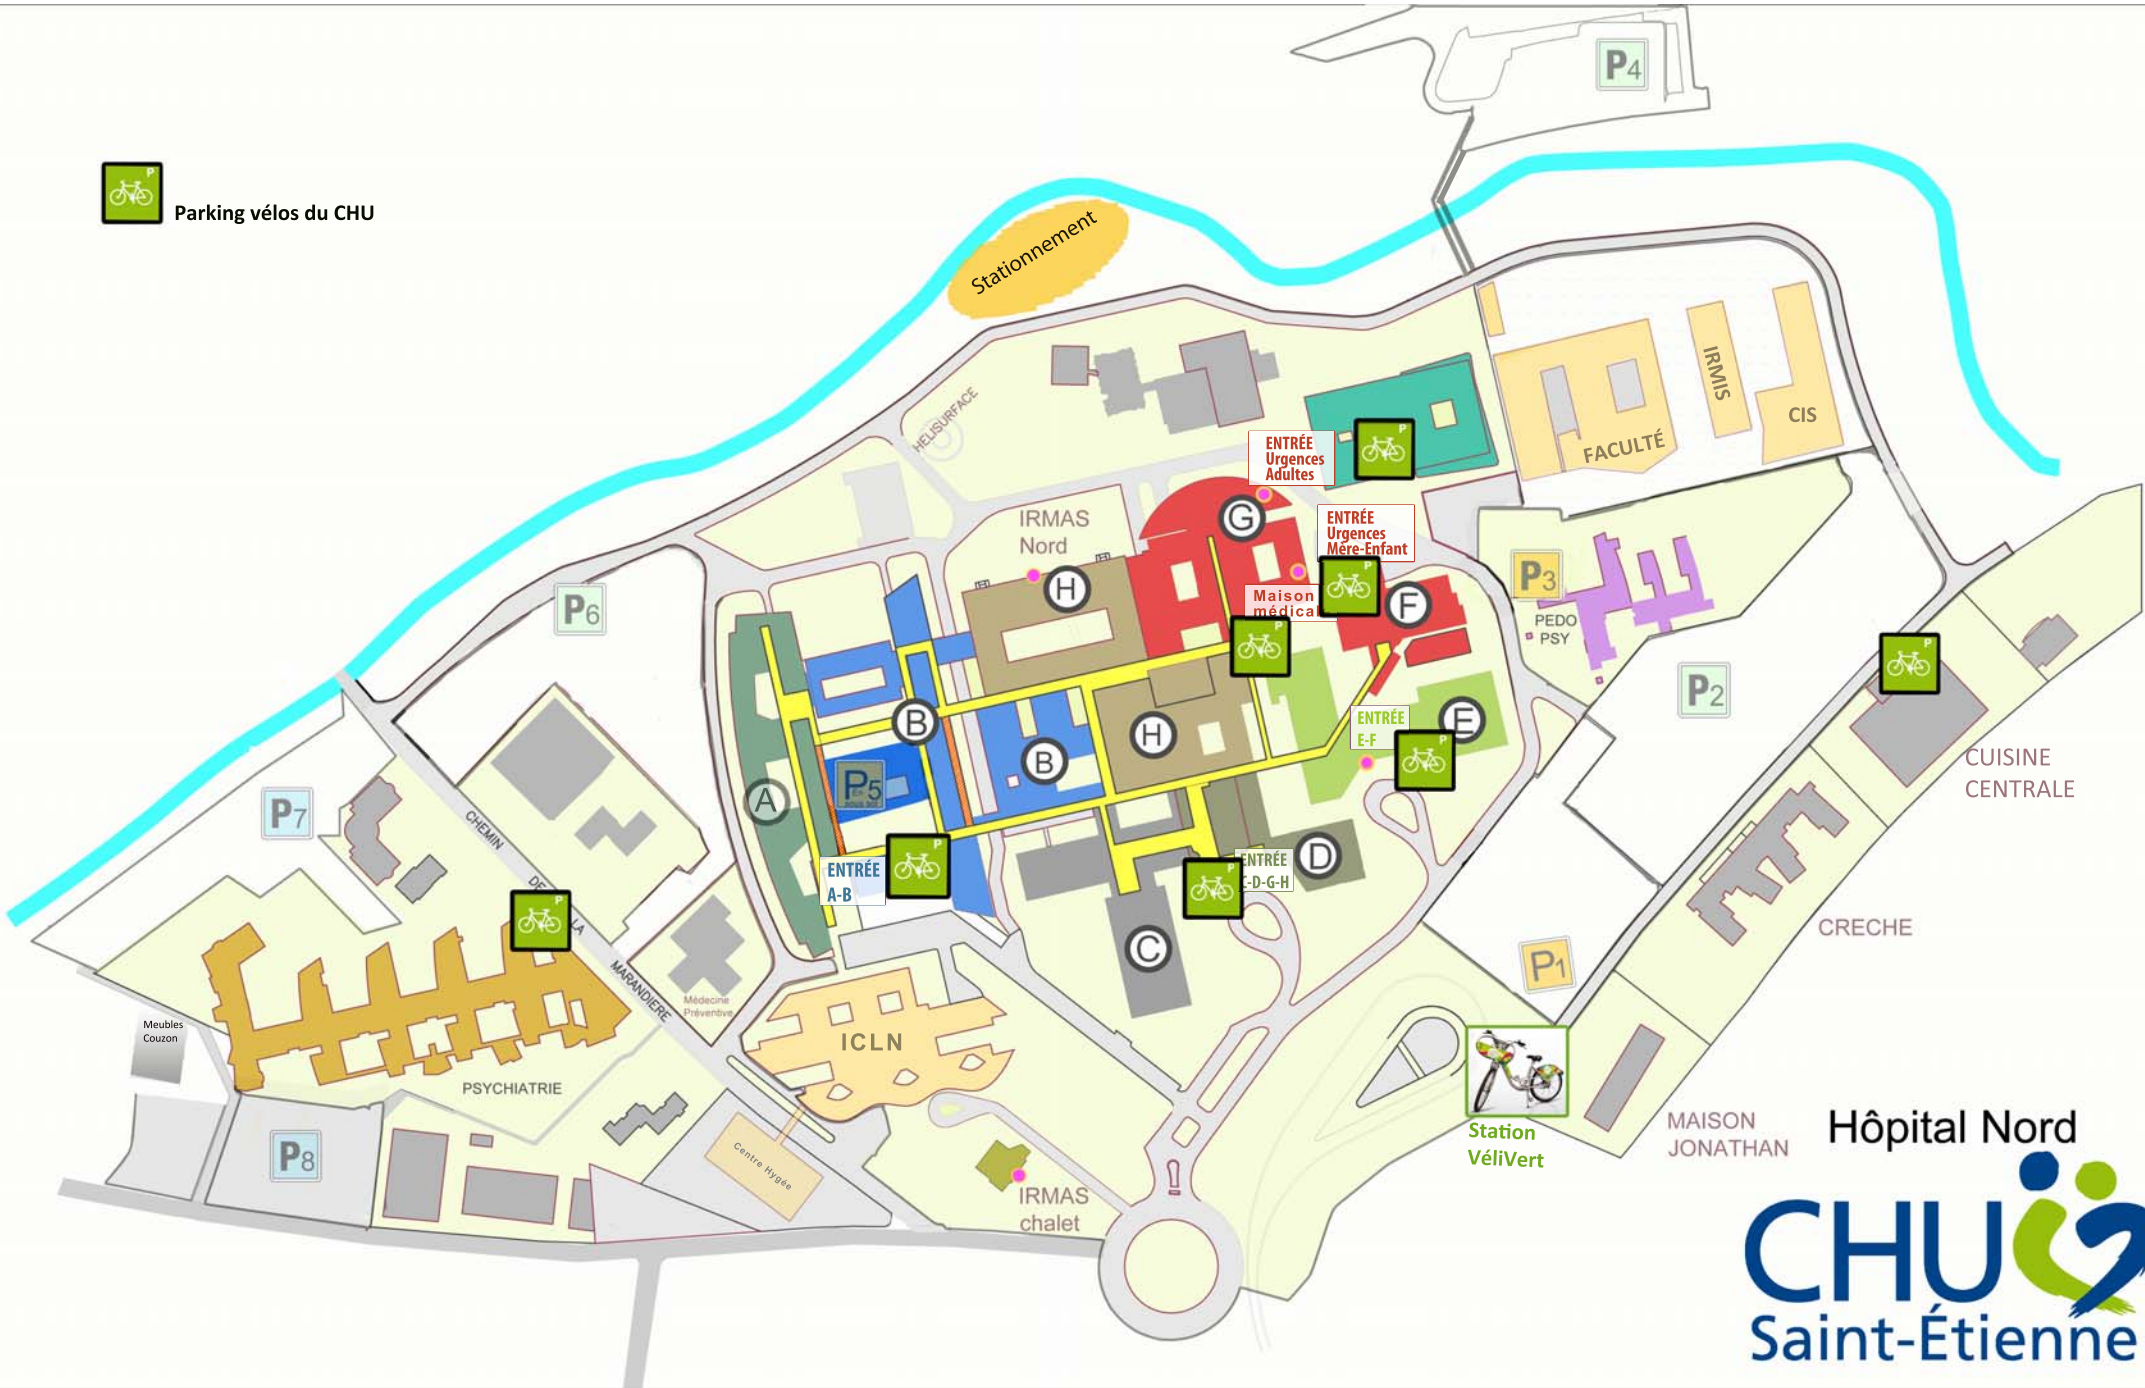 P4
P
Parking vélos du CHU
Stationnement
HELISURFACE
IRMIS
CIS
FACULTÉ
P
ENTRÉE
Urgences
Adultes
G
IRMAS
Nord
ENTRÉE
Urgences
Mère-Enfant
P
P6
H
Maison
médical
F
P3
PEDO
PSY
P
P
P2
B
H
B
E
ENTRÉE
E-F
P
P5
En
sous sol
A
CUISINE
CENTRALE
P7
CHEMIN
DE
LA
MARANDIERE
P
ENTRÉE
A-B
P
ENTRÉE
C-D-G-H
P
D
C
CRECHE
P1
Médecine
Préventive
Meubles
Couzon
ICLN
PSYCHIATRIE
P8
Centre Hygée
IRMAS
chalet
Station
VéliVert
MAISON
JONATHAN
Hôpital Nord
CHU
Saint-Étienne